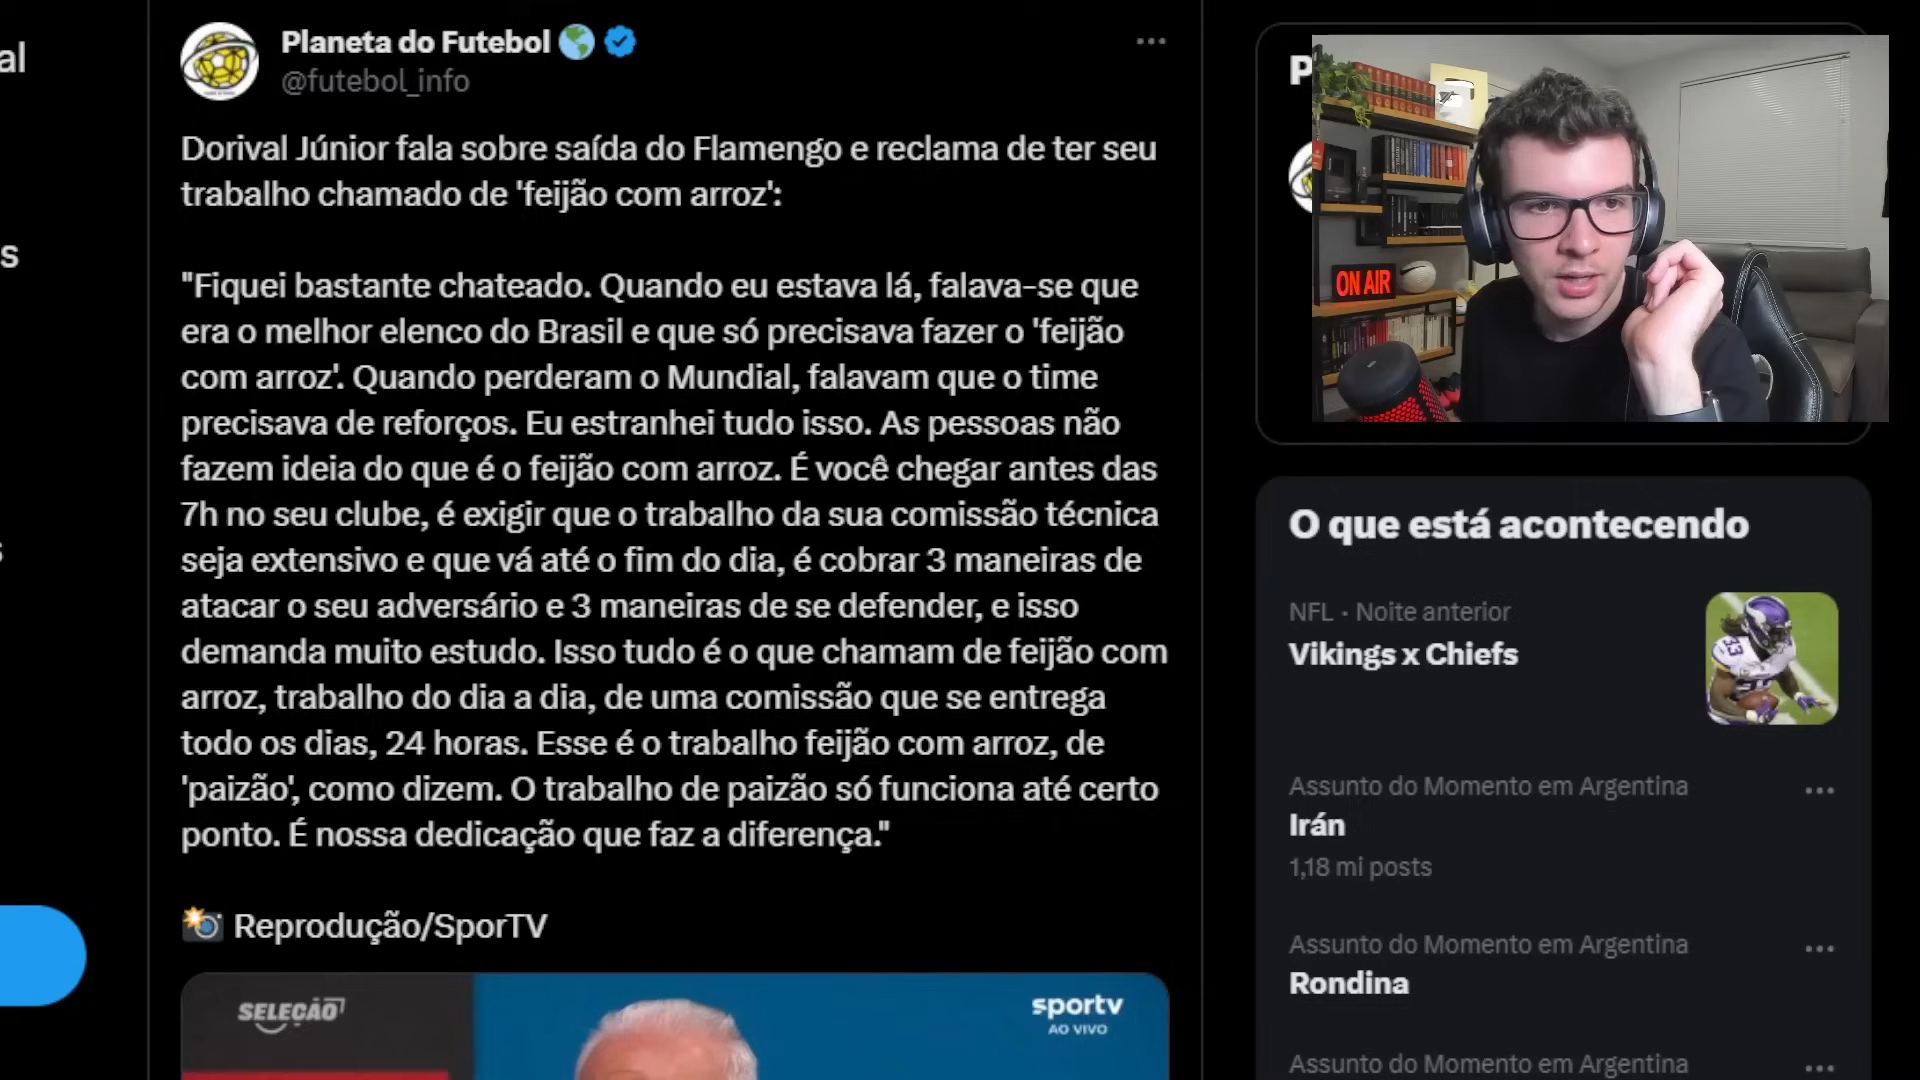 al
s
Planeta do Futebol
@futebol_info
Dorival Júnior fala sobre saída do Flamengo e reclama de ter seu
trabalho chamado de 'feijão com arroz':
"Fiquei bastante chateado. Quando eu estava lá, falava-se que
era o melhor elenco do Brasil e que só precisava fazer o 'feijão
com arroz'. Quando perderam o Mundial, falavam que o time
precisava de reforços. Eu estranhei tudo isso. As pessoas não
fazem ideia do que é o feijão com arroz. É você chegar antes das
7h no seu clube, é exigir que o trabalho da sua comissão técnica
seja extensivo e que vá até o fim do dia, é cobrar 3 maneiras de
atacar o seu adversário e 3 maneiras de se defender, e isso
demanda muito estudo. Isso tudo é o que chamam de feijão com
arroz, trabalho do dia a dia, de uma comissão que se entrega
todo os dias, 24 horas. Esse é o trabalho feijão com arroz, de
'paizão', como dizem. O trabalho de paizão só funciona até certo
ponto. É nossa dedicação que faz a diferença."
Reprodução/SporTV
SELEÇÃO
sportv
AO VIVO
P
ON AIR
O que está acontecendo
NFL · Noite anterior
Vikings x Chiefs
33
Assunto do Momento em Argentina
Irán
1,18 mi posts
Assunto do Momento em Argentina
Rondina
Assunto do Momento em Argentina